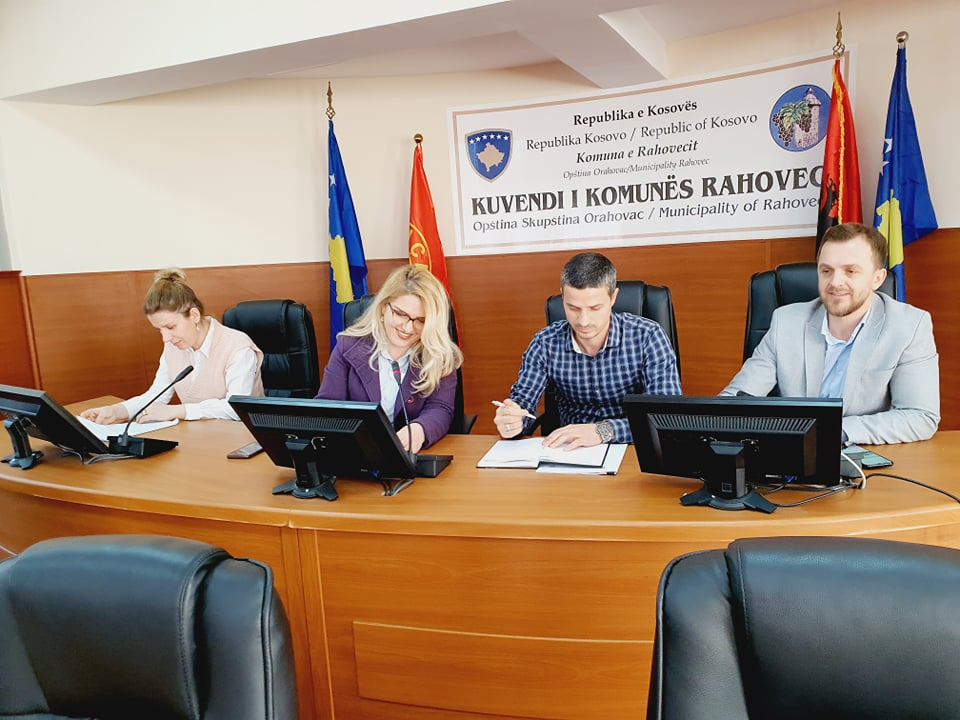 Republika e Kosovës
Republika Kosovo / Republic of Kosovo
Komuna e Rahovecit
Opština Orahovac/Municipality Rahovec
KUVENDI I KOMUNËS RAHOVEC
Opština Skupstina Orahovac / Municipality of Rahovec